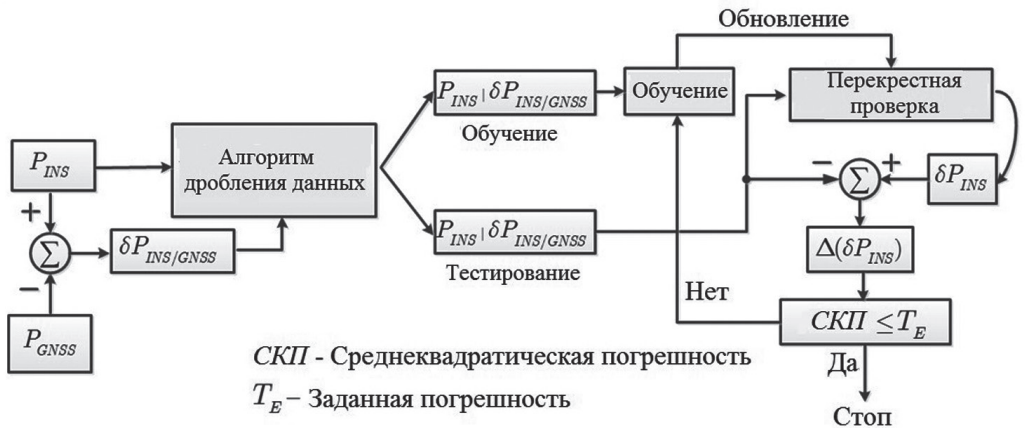 Обновление
P_INS | δP_INS/GNSS
Обучение
Обучение
Перекрестная
проверка
P_INS
Алгоритм
дробления данных
+
−
+
Σ
δP_INS
Σ
δP_INS/GNSS
P_INS | δP_INS/GNSS
Тестирование
Δ(δP_INS)
−
P_GNSS
Нет
СКП ≤ T_E
Да
СКП - Среднеквадратическая погрешность
T_E – Заданная погрешность
Стоп